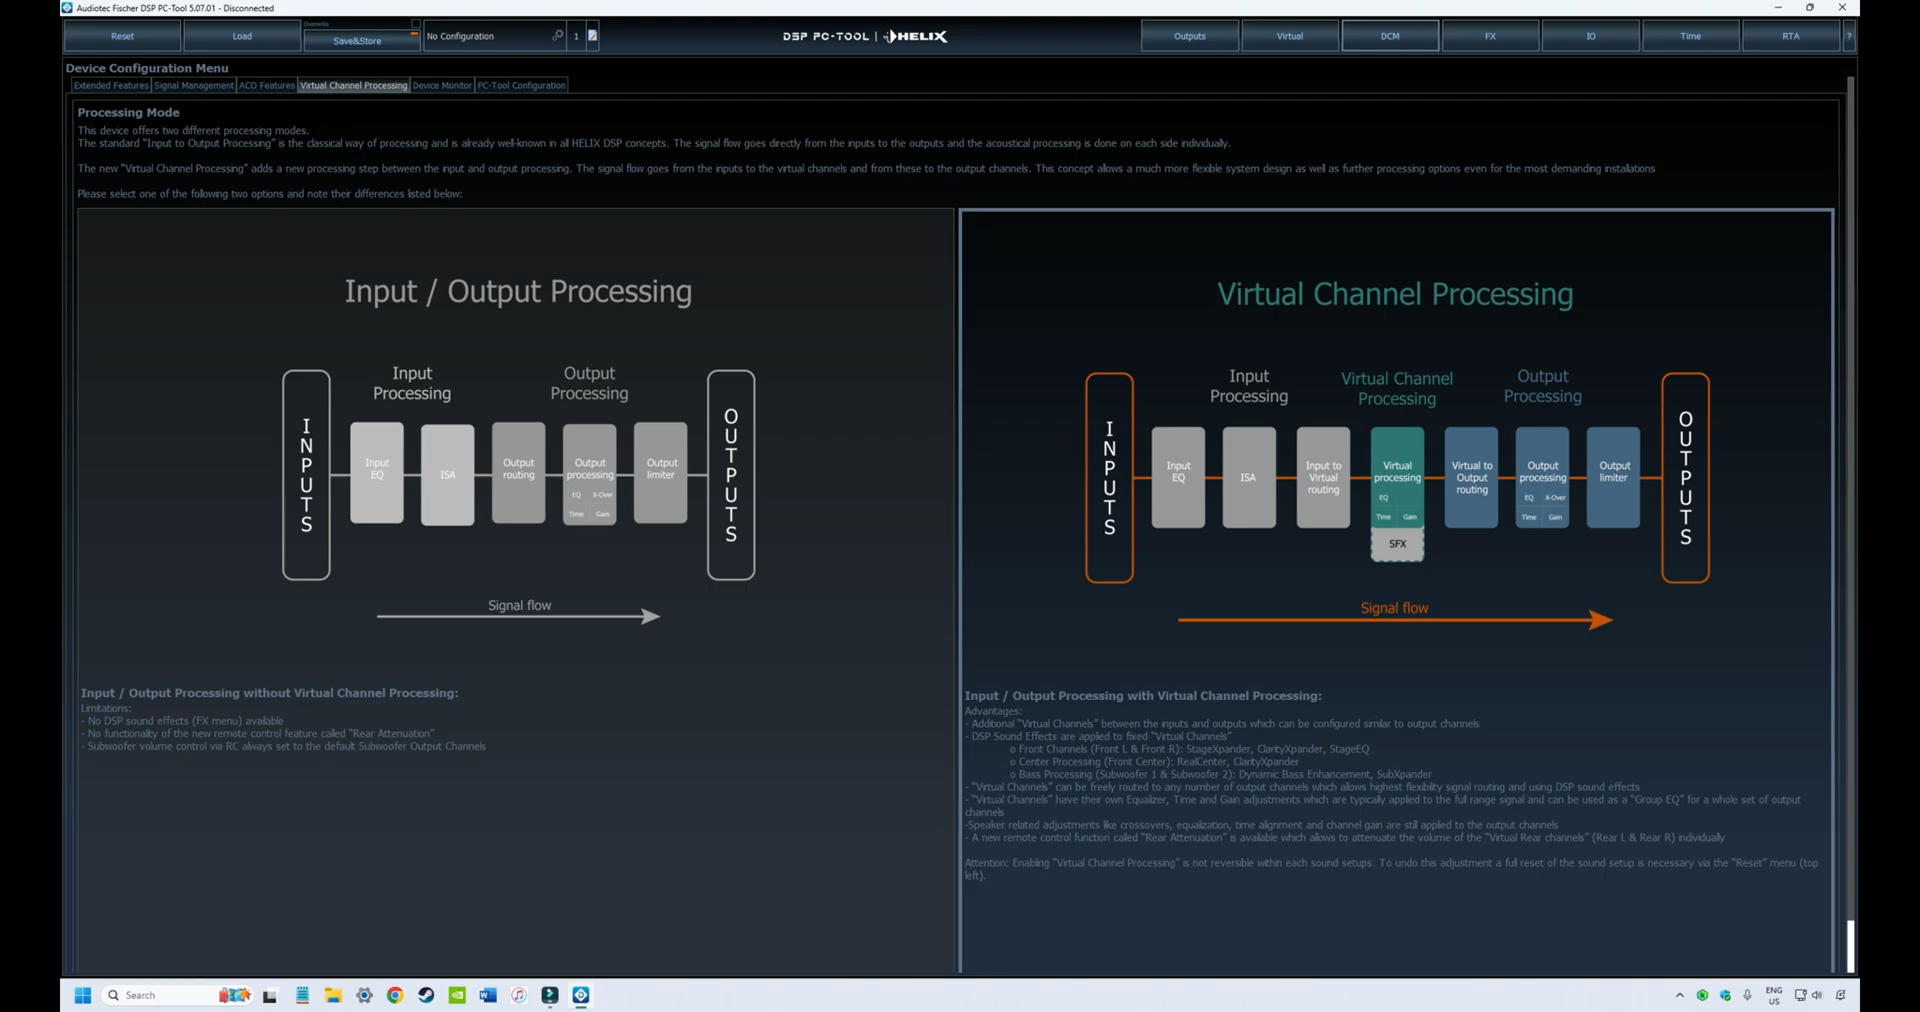 Audiotec Fischer DSP PC-Tool 5.07.01 - Disconnected
Reset
Load
Overwrite
Save&Store
No Configuration
1
DSP PC-TOOL | HELIX
Outputs
Virtual
DCM
FX
IO
Time
RTA
?
Device Configuration Menu
Extended Features
Signal Management
ACO Features
Virtual Channel Processing
Device Monitor
PC-Tool Configuration
Processing Mode
This device offers two different processing modes.
The standard "Input to Output Processing" is the classical way of processing and is already well-known in all HELIX DSP concepts. The signal flow goes directly from the inputs to the outputs and the acoustical processing is done on each side individually.
The new "Virtual Channel Processing" adds a new processing step between the input and output processing. The signal flow goes from the inputs to the virtual channels and from these to the output channels. This concept allows a much more flexible system design as well as further processing options even for the most demanding installations
Please select one of the following two options and note their differences listed below:
Input / Output Processing
Input
Processing
Output
Processing
INPUTS
Input
EQ
ISA
Output
routing
Output
processing
EQ X-Over
Time Gain
Output
limiter
OUTPUTS
Signal flow
Input / Output Processing without Virtual Channel Processing:
Limitations:
- No DSP sound effects (FX menu) available
- No functionality of the new remote control feature called "Rear Attenuation"
- Subwoofer volume control via RC always set to the default Subwoofer Output Channels
Virtual Channel Processing
Input
Processing
Virtual Channel
Processing
Output
Processing
INPUTS
Input
EQ
ISA
Input to
Virtual
routing
Virtual
processing
EQ
Time Gain
SFX
Virtual to
Output
routing
Output
processing
EQ X-Over
Time Gain
Output
limiter
OUTPUTS
Signal flow
Input / Output Processing with Virtual Channel Processing:
Advantages:
- Additional "Virtual Channels" between the inputs and outputs which can be configured similar to output channels
- DSP Sound Effects are applied to fixed "Virtual Channels"
o Front Channels (Front L & Front R): StageXpander, ClarityXpander, StageEQ
o Center Processing (Front Center): RealCenter, ClarityXpander
o Bass Processing (Subwoofer 1 & Subwoofer 2): Dynamic Bass Enhancement, SubXpander
- "Virtual Channels" can be freely routed to any number of output channels which allows highest flexibility signal routing and using DSP sound effects
- "Virtual Channels" have their own Equalizer, Time and Gain adjustments which are typically applied to the full range signal and can be used as a "Group EQ" for a whole set of output
channels
-Speaker related adjustments like crossovers, equalization, time alignment and channel gain are still applied to the output channels
- A new remote control function called "Rear Attenuation" is available which allows to attenuate the volume of the "Virtual Rear channels" (Rear L & Rear R) individually
Attention: Enabling "Virtual Channel Processing" is not reversible within each sound setups. To undo this adjustment a full reset of the sound setup is necessary via the "Reset" menu (top
left).
Search
ENG
US